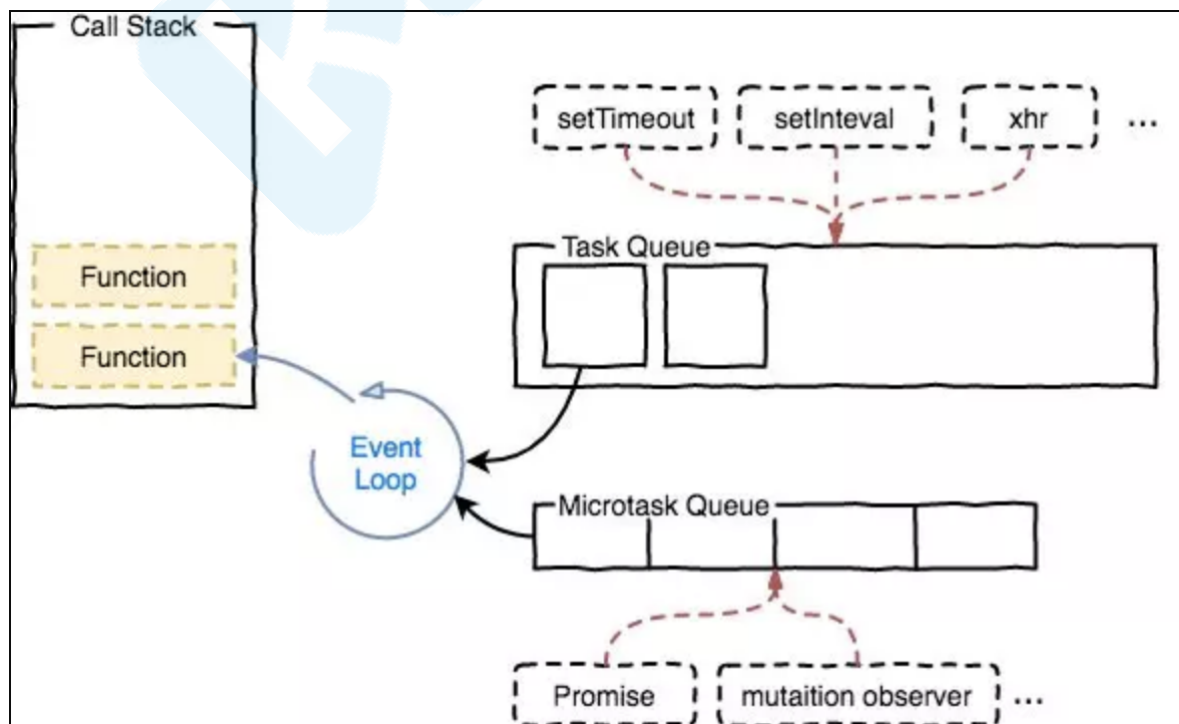 Call Stack
setTimeout
setInteval
xhr
...
Task Queue
Function
Function
Event
Loop
Microtask Queue
Promise
mutaition observer
...